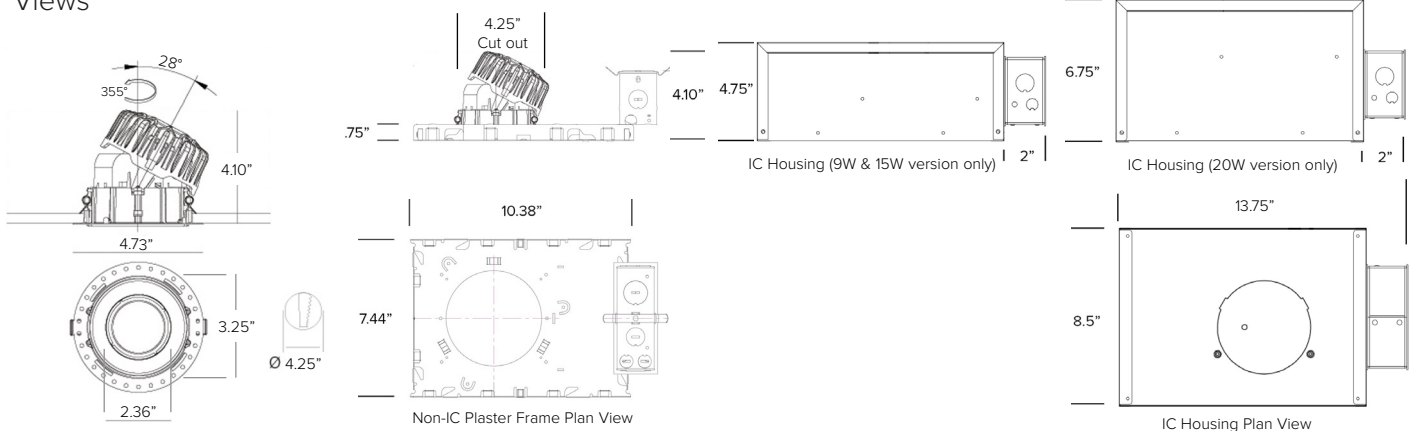 Views
28°
355°
4.10”
4.73”
3.25”
2.36”
Ø 4.25”
4.25”
Cut out
.75”
4.10”
10.38”
7.44”
Non-IC Plaster Frame Plan View
4.75”
IC Housing (9W & 15W version only)
2”
6.75”
IC Housing (20W version only)
2”
13.75”
8.5”
IC Housing Plan View